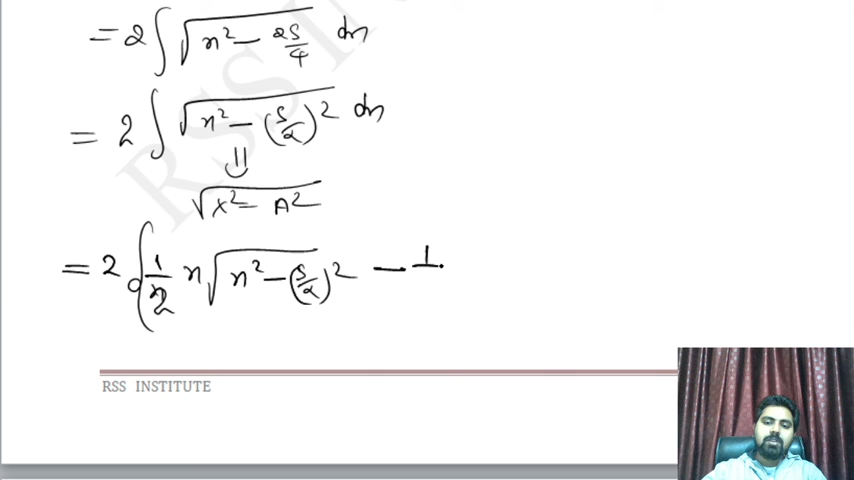 = 2 ∫ √(x² − 25/4) dx
= 2 ∫ √(x² − (5/2)²) dx
⇓
√(X² − A²)
= 2 [ 1/2 x √(x² − (5/2)²) − 1
RSS INSTITUTE